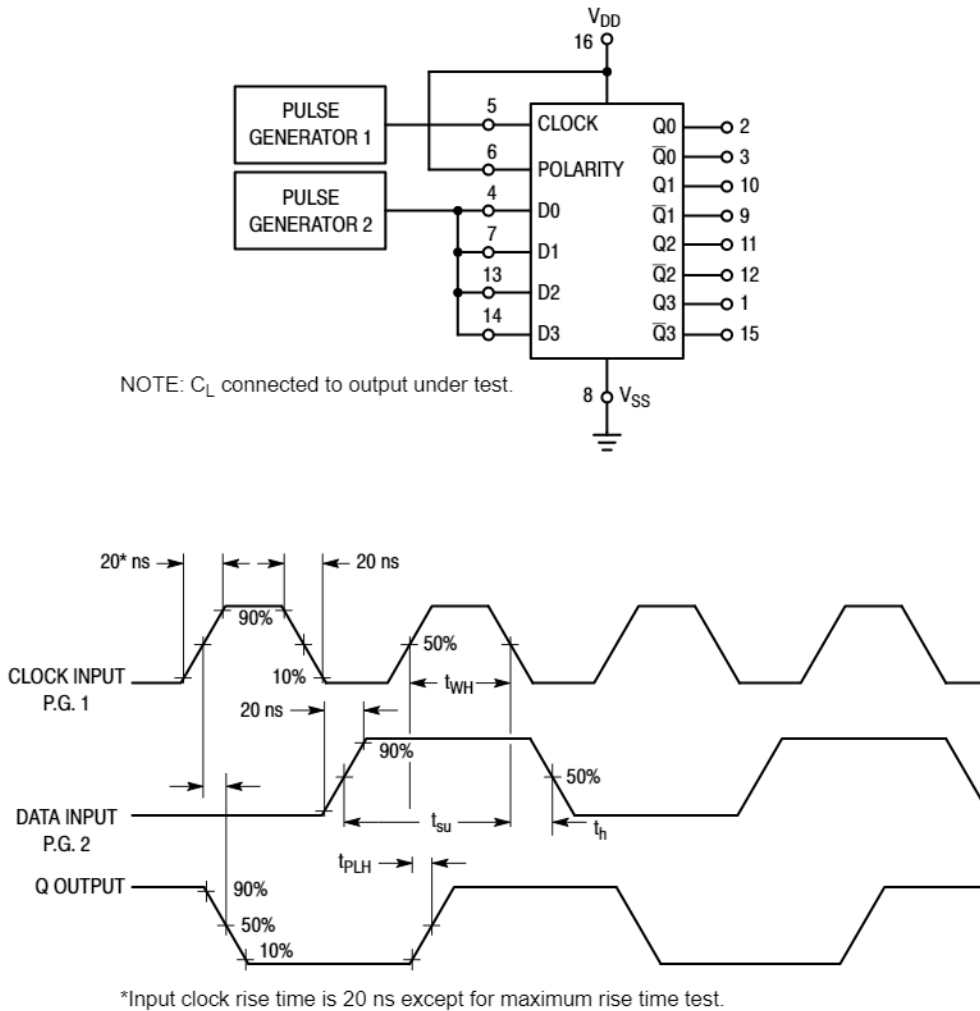 V_DD
16
PULSE
GENERATOR 1
PULSE
GENERATOR 2
5
6
4
7
13
14
CLOCK
POLARITY
D0
D1
D2
D3
Q0
Q̅0
Q1
Q̅1
Q2
Q̅2
Q3
Q̅3
2
3
10
9
11
12
1
15
NOTE: C_L connected to output under test.
8
V_SS
20* ns
20 ns
90%
10%
50%
CLOCK INPUT
P.G. 1
t_WH
20 ns
90%
50%
DATA INPUT
P.G. 2
t_su
t_h
t_PLH
Q OUTPUT
90%
50%
10%
*Input clock rise time is 20 ns except for maximum rise time test.